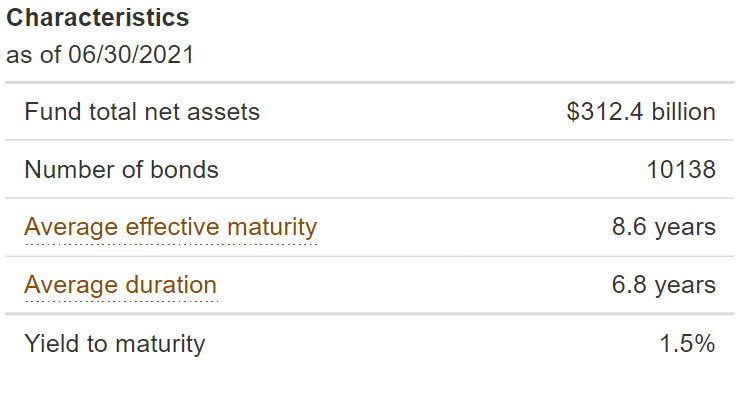 Characteristics
as of 06/30/2021
Fund total net assets $312.4 billion
Number of bonds 10138
Average effective maturity 8.6 years
Average duration 6.8 years
Yield to maturity 1.5%